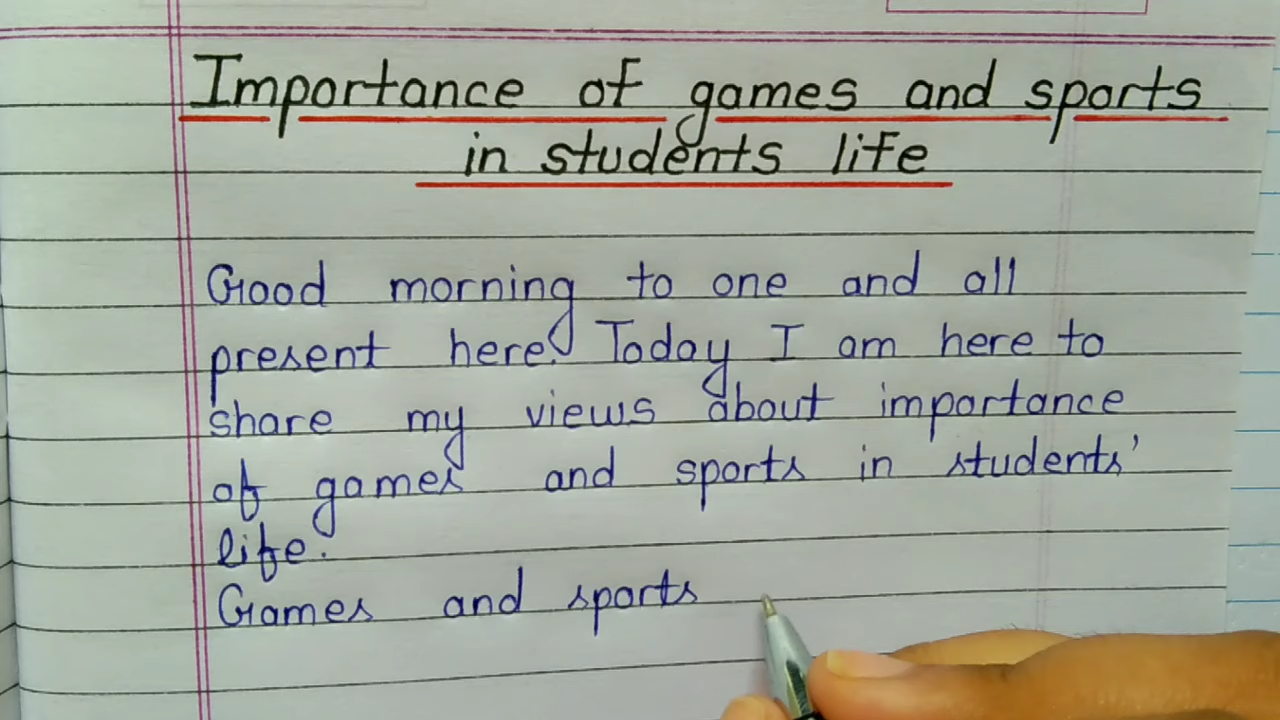 Importance of games and sports
in students life
Good morning to one and all
present here. Today I am here to
share my views about importance
of games and sports in students'
life.
Games and sports